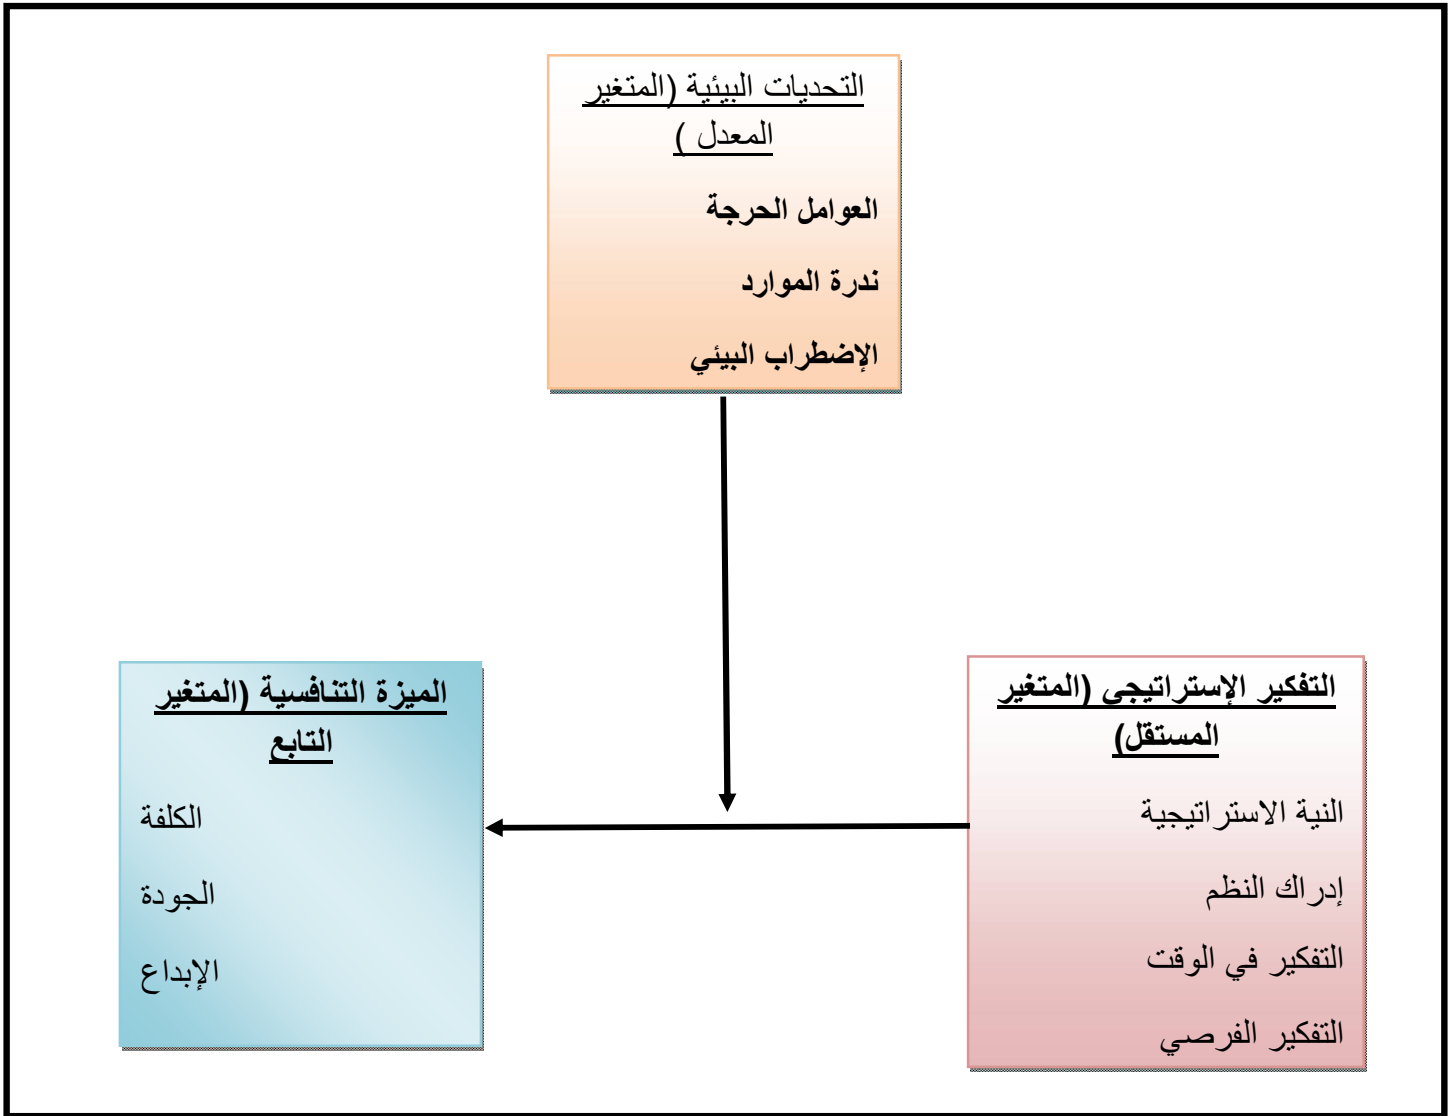 التحديات البيئية (المتغير
المعدل )
العوامل الحرجة
ندرة الموارد
الإضطراب البيئي
التفكير الإستراتيجي (المتغير
المستقل)
النية الاستراتيجية
إدراك النظم
التفكير في الوقت
التفكير الفرصي
الميزة التنافسية (المتغير
التابع
الكلفة
الجودة
الإبداع